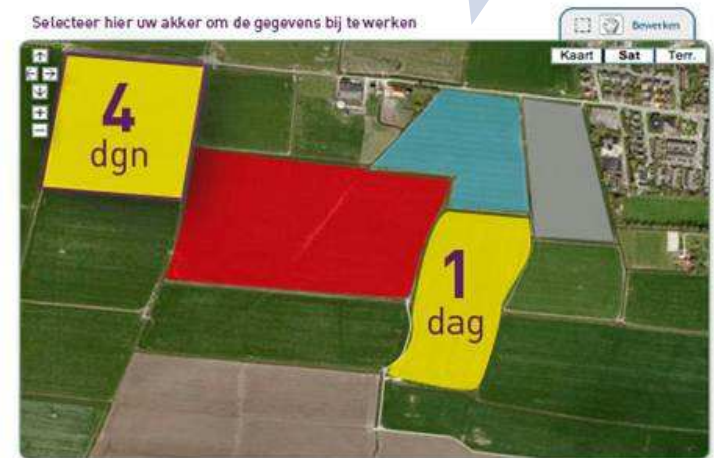 Selecteer hier uw akker om de gegevens bij te werken
Bewerken
Kaart Sat Terr.
4
dgn
1
dag